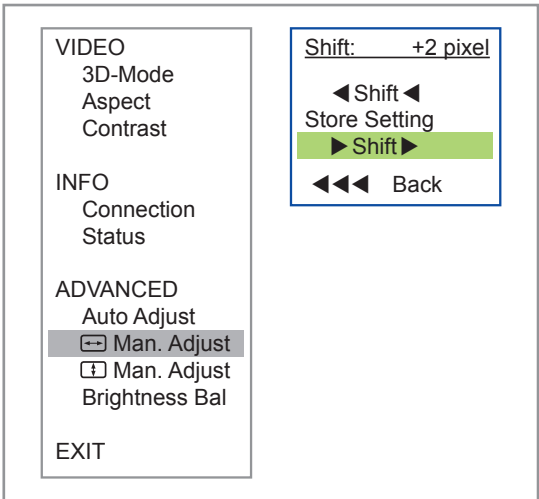 VIDEO
3D-Mode
Aspect
Contrast
INFO
Connection
Status
ADVANCED
Auto Adjust
Man. Adjust
Man. Adjust
Brightness Bal
EXIT
Shift: +2 pixel
◀Shift◀
Store Setting
▶Shift▶
◀◀◀ Back